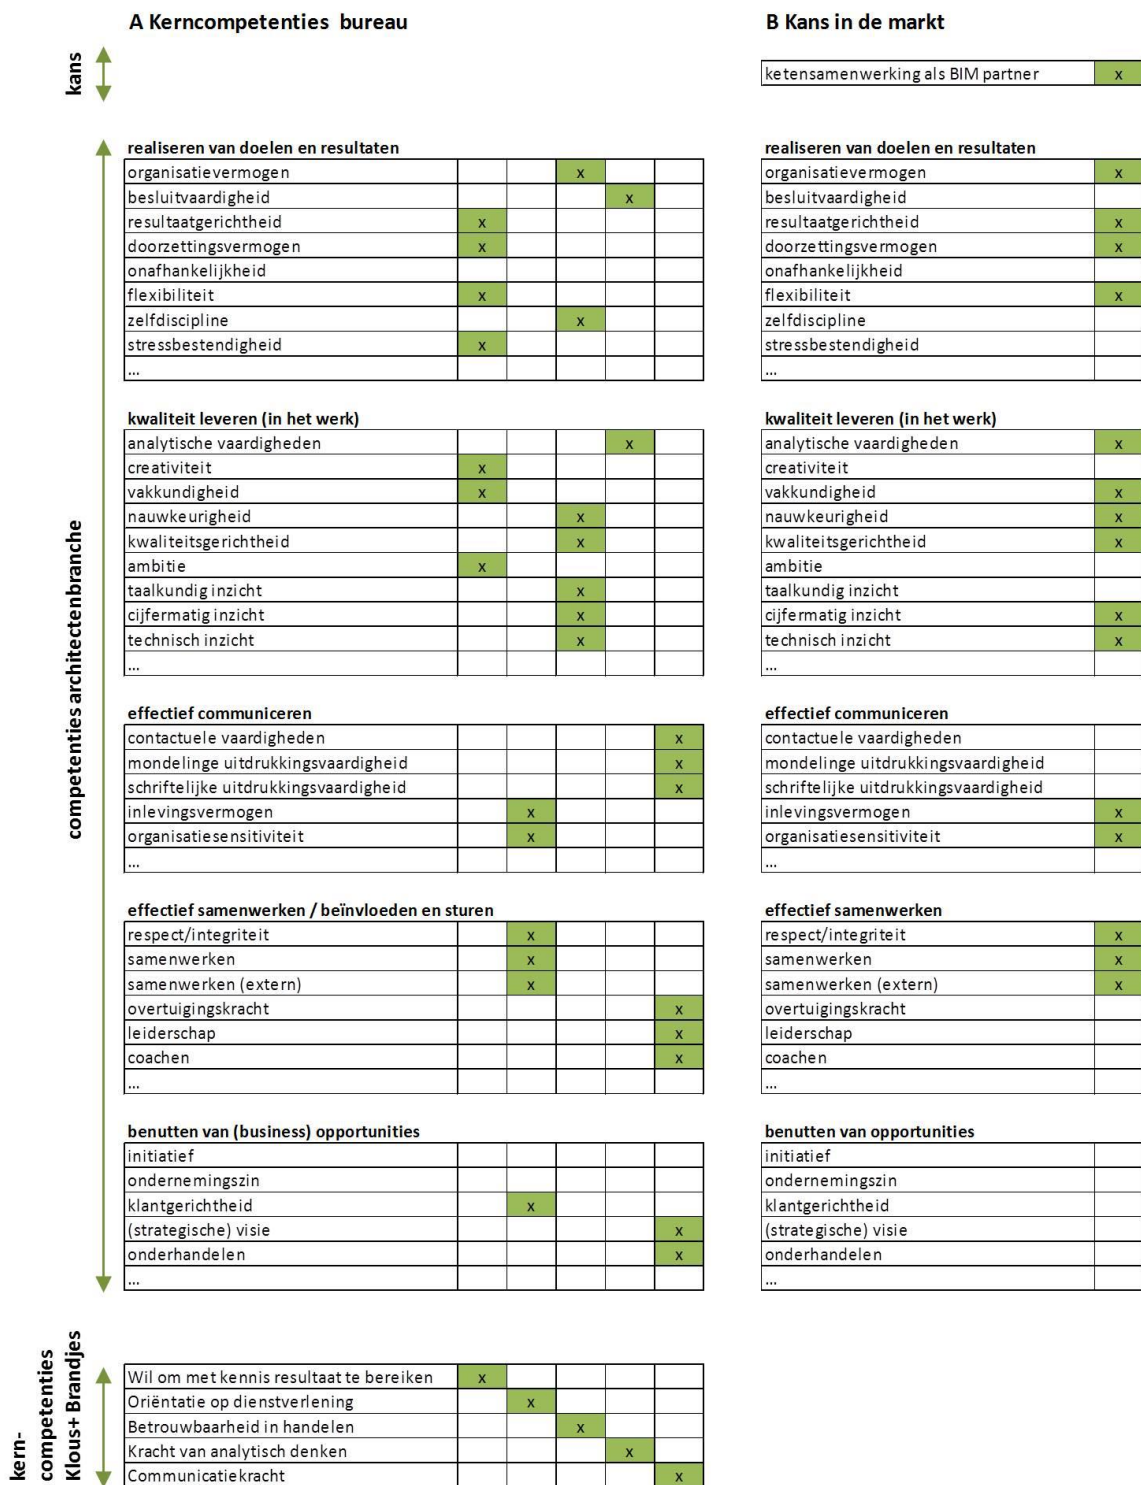 A Kerncompetenties bureau
B Kans in de markt
kans
ketensamenwerking als BIM partner x
competenties architectenbranche
realiseren van doelen en resultaten
organisatievermogen x
besluitvaardigheid x
resultaatgerichtheid x
doorzettingsvermogen x
onafhankelijkheid
flexibiliteit x
zelfdiscipline x
stressbestendigheid x
...
kwaliteit leveren (in het werk)
analytische vaardigheden x
creativiteit x
vakkundigheid x
nauwkeurigheid x
kwaliteitsgerichtheid x
ambitie x
taalkundig inzicht x
cijfermatig inzicht x
technisch inzicht x
...
effectief communiceren
contactuele vaardigheden x
mondelinge uitdrukkingsvaardigheid x
schriftelijke uitdrukkingsvaardigheid x
inlevingsvermogen x
organisatiesensitiviteit x
...
effectief samenwerken / beïnvloeden en sturen
respect/integriteit x
samenwerken x
samenwerken (extern) x
overtuigingskracht x
leiderschap x
coachen x
...
benutten van (business) opportunities
initiatief
ondernemingszin
klantgerichtheid x
(strategische) visie x
onderhandelen x
...
realiseren van doelen en resultaten
organisatievermogen x
besluitvaardigheid
resultaatgerichtheid x
doorzettingsvermogen x
onafhankelijkheid
flexibiliteit x
zelfdiscipline
stressbestendigheid
...
kwaliteit leveren (in het werk)
analytische vaardigheden x
creativiteit
vakkundigheid x
nauwkeurigheid x
kwaliteitsgerichtheid x
ambitie
taalkundig inzicht
cijfermatig inzicht x
technisch inzicht x
...
effectief communiceren
contactuele vaardigheden
mondelinge uitdrukkingsvaardigheid
schriftelijke uitdrukkingsvaardigheid
inlevingsvermogen x
organisatiesensitiviteit x
...
effectief samenwerken
respect/integriteit x
samenwerken x
samenwerken (extern) x
overtuigingskracht
leiderschap
coachen
...
benutten van opportunities
initiatief
ondernemingszin
klantgerichtheid
(strategische) visie
onderhandelen
...
kern-
competenties
Klous+ Brandjes
Wil om met kennis resultaat te bereiken x
Oriëntatie op dienstverlening x
Betrouwbaarheid in handelen x
Kracht van analytisch denken x
Communicatiekracht x